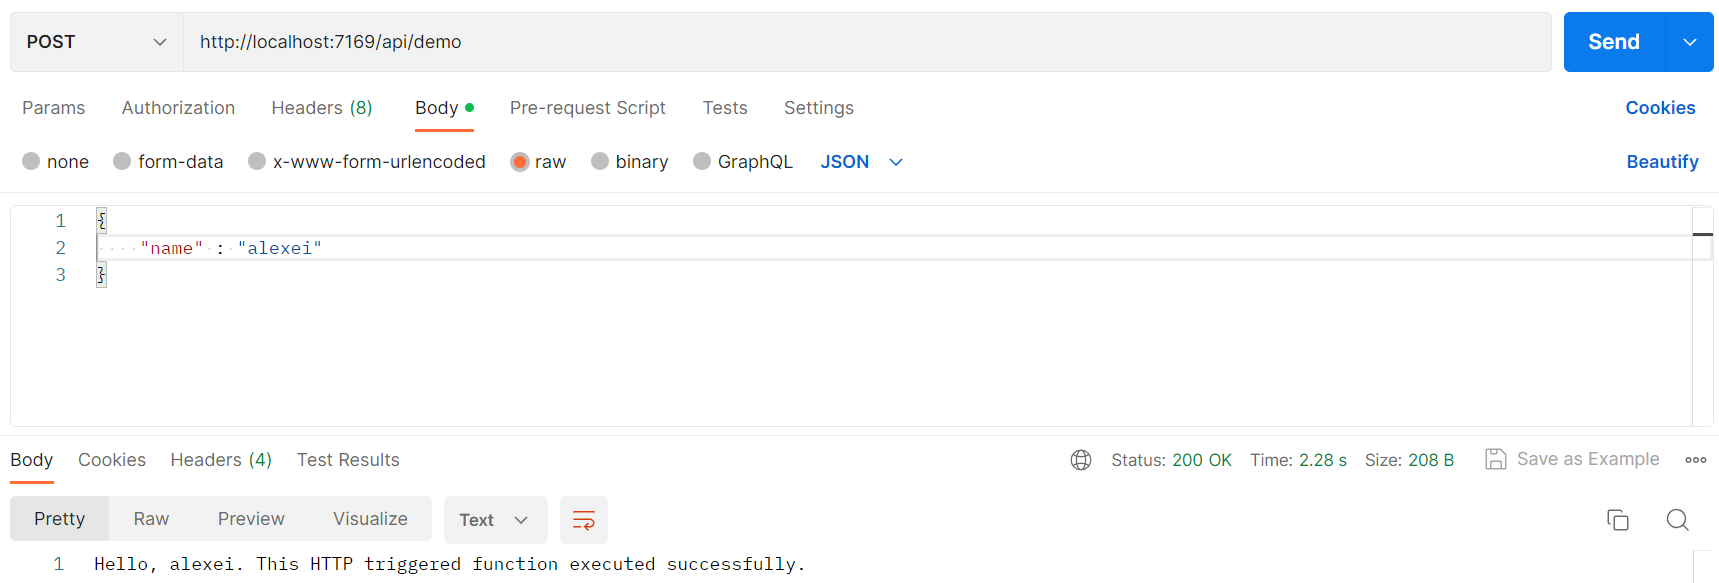 POST http://localhost:7169/api/demo Send
Params Authorization Headers (8) Body Pre-request Script Tests Settings Cookies
none form-data x-www-form-urlencoded raw binary GraphQL JSON Beautify
1 {
2 "name" : "alexei"
3 }
Body Cookies Headers (4) Test Results Status: 200 OK Time: 2.28 s Size: 208 B Save as Example
Pretty Raw Preview Visualize Text
1 Hello, alexei. This HTTP triggered function executed successfully.